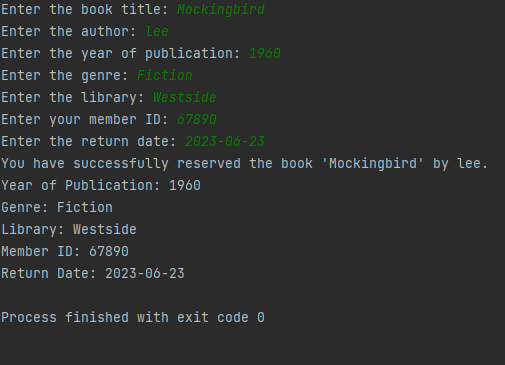 Enter the book title: Mockingbird
Enter the author: lee
Enter the year of publication: 1960
Enter the genre: Fiction
Enter the library: Westside
Enter your member ID: 67890
Enter the return date: 2023-06-23
You have successfully reserved the book 'Mockingbird' by lee.
Year of Publication: 1960
Genre: Fiction
Library: Westside
Member ID: 67890
Return Date: 2023-06-23
Process finished with exit code 0